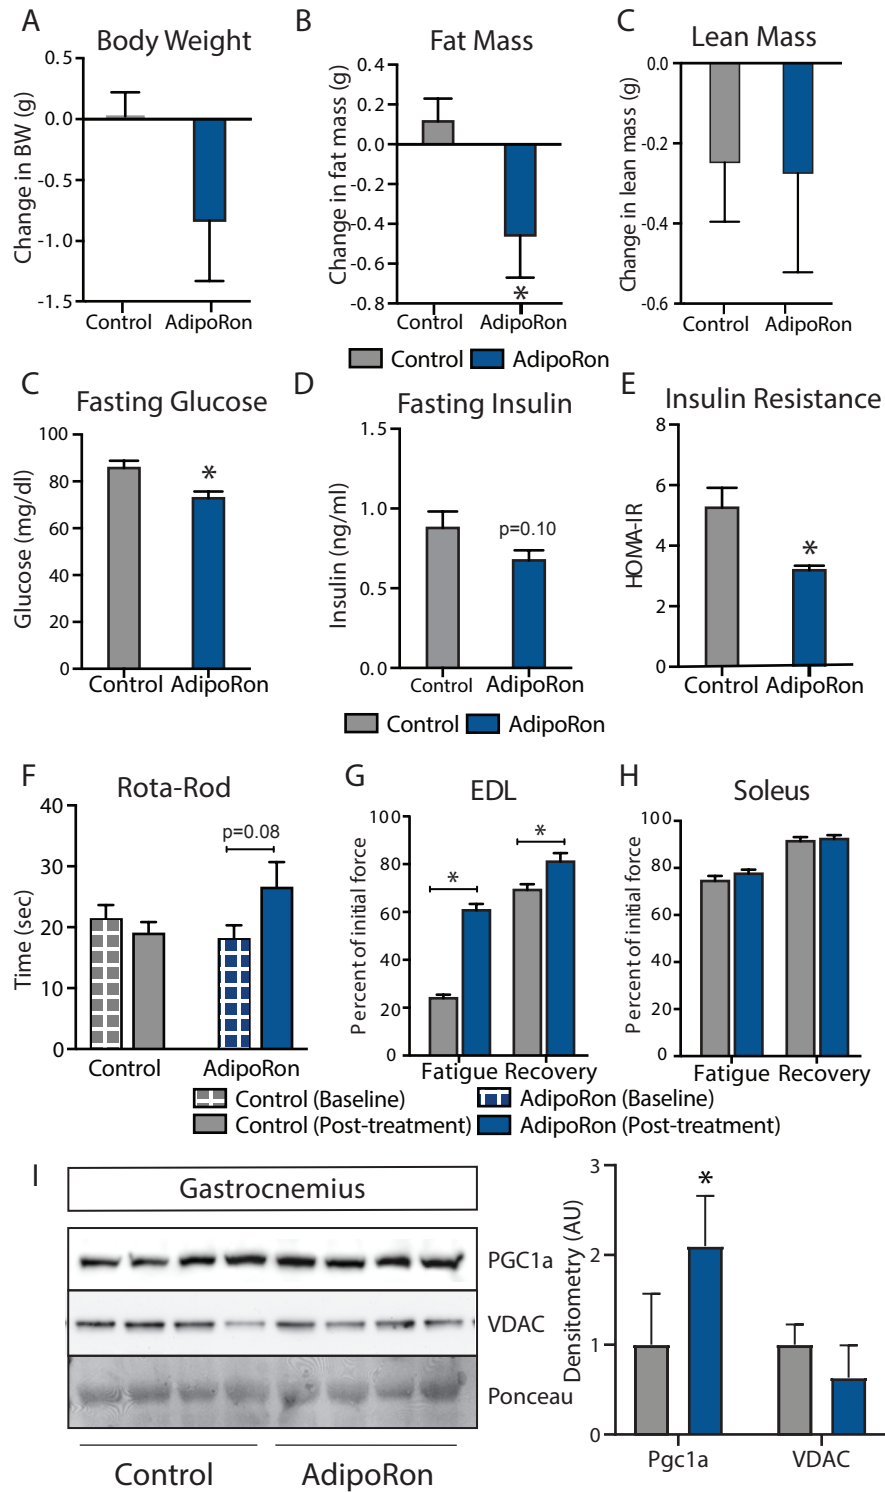 A
Body Weight
Change in BW (g)
0.5
0.0
-0.5
-1.0
-1.5
Control
AdipoRon
B
Fat Mass
Change in fat mass (g)
0.4
0.2
0.0
-0.2
-0.4
-0.6
-0.8
*
Control
AdipoRon
C
Lean Mass
Change in lean mass (g)
0.0
-0.2
-0.4
-0.6
Control
AdipoRon
Control AdipoRon
C
Fasting Glucose
Glucose (mg/dl)
100
80
60
40
20
0
*
Control AdipoRon
D
Fasting Insulin
Insulin (ng/ml)
1.5
1.0
0.5
0.0
p=0.10
Control AdipoRon
E
Insulin Resistance
HOMA-IR
8
6
4
2
0
*
Control AdipoRon
Control AdipoRon
F
Rota-Rod
Time (sec)
40
30
20
10
0
p=0.08
Control AdipoRon
G
EDL
Percent of initial force
100
80
60
40
20
0
*
*
Fatigue Recovery
H
Soleus
Percent of initial force
100
80
60
40
20
0
Fatigue Recovery
Control (Baseline) AdipoRon (Baseline)
Control (Post-treatment) AdipoRon (Post-treatment)
I
Gastrocnemius
PGC1a
VDAC
Ponceau
Control AdipoRon
Densitometry (AU)
3
2
1
0
*
Pgc1a VDAC